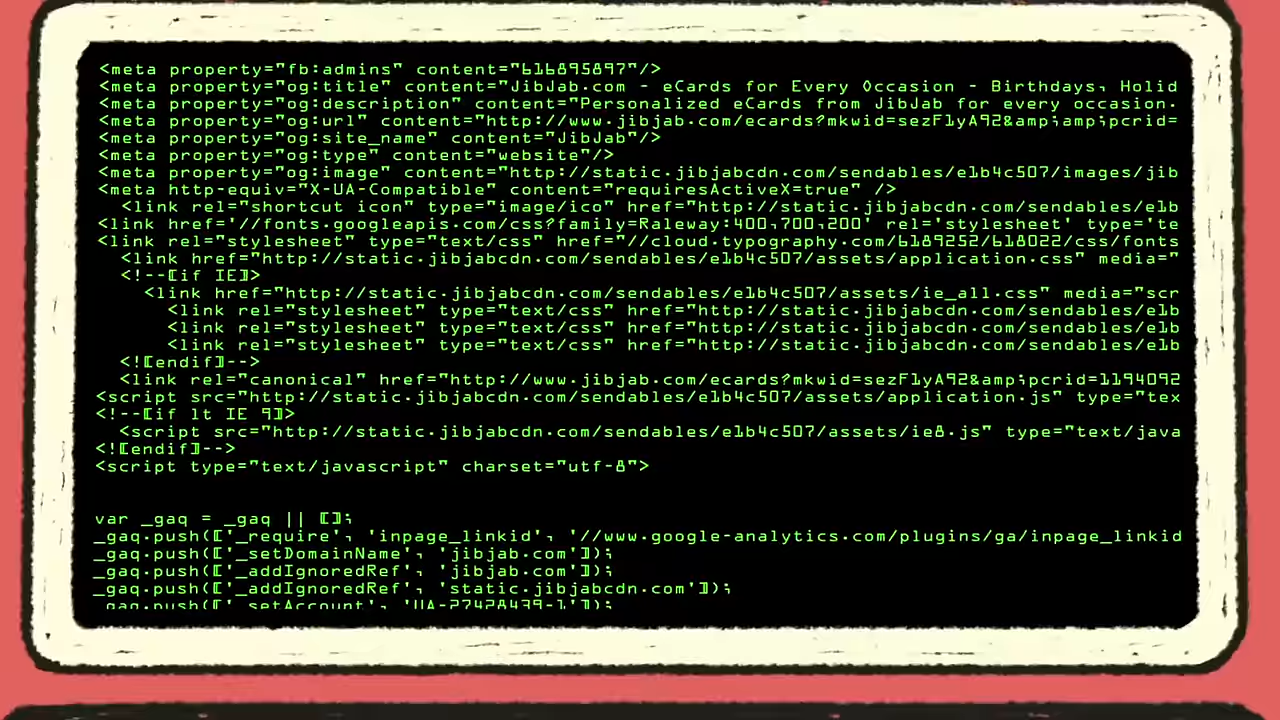 <meta property="fb:admins" content="616895897"/>
<meta property="og:title" content="JibJab.com - eCards for Every Occasion - Birthdays, Holid
<meta property="og:description" content="Personalized eCards from JibJab for every occasion.
<meta property="og:url" content="http://www.jibjab.com/ecards?mkwid=sezF1yA92&amp;amp;pcrid=
<meta property="og:site_name" content="JibJab"/>
<meta property="og:type" content="website"/>
<meta property="og:image" content="http://static.jibjabcdn.com/sendables/e1b4c507/images/jib
<meta http-equiv="X-UA-Compatible" content="requiresActiveX=true" />
<link rel="shortcut icon" type="image/ico" href="http://static.jibjabcdn.com/sendables/e1b
<link href='//fonts.googleapis.com/css?family=Raleway:400,700,200' rel='stylesheet' type='te
<link rel="stylesheet" type="text/css" href="//cloud.typography.com/6189252/618022/css/fonts
<link href="http://static.jibjabcdn.com/sendables/e1b4c507/assets/application.css" media="
<!--[if IE]>
<link href="http://static.jibjabcdn.com/sendables/e1b4c507/assets/ie_all.css" media="scr
<link rel="stylesheet" type="text/css" href="http://static.jibjabcdn.com/sendables/e1b
<link rel="stylesheet" type="text/css" href="http://static.jibjabcdn.com/sendables/e1b
<link rel="stylesheet" type="text/css" href="http://static.jibjabcdn.com/sendables/e1b
<![endif]-->
<link rel="canonical" href="http://www.jibjab.com/ecards?mkwid=sezF1yA92&amp;pcrid=1194092
<script src="http://static.jibjabcdn.com/sendables/e1b4c507/assets/application.js" type="tex
<!--[if lt IE 9]>
<script src="http://static.jibjabcdn.com/sendables/e1b4c507/assets/ie8.js" type="text/java
<![endif]-->
<script type="text/javascript" charset="utf-8">
var _gaq = _gaq || [];
_gaq.push(['_require', 'inpage_linkid', '//www.google-analytics.com/plugins/ga/inpage_linkid
_gaq.push(['_setDomainName', 'jibjab.com']);
_gaq.push(['_addIgnoredRef', 'jibjab.com']);
_gaq.push(['_addIgnoredRef', 'static.jibjabcdn.com']);
_gaq.push(['_setAccount', 'UA-27428439-1']);